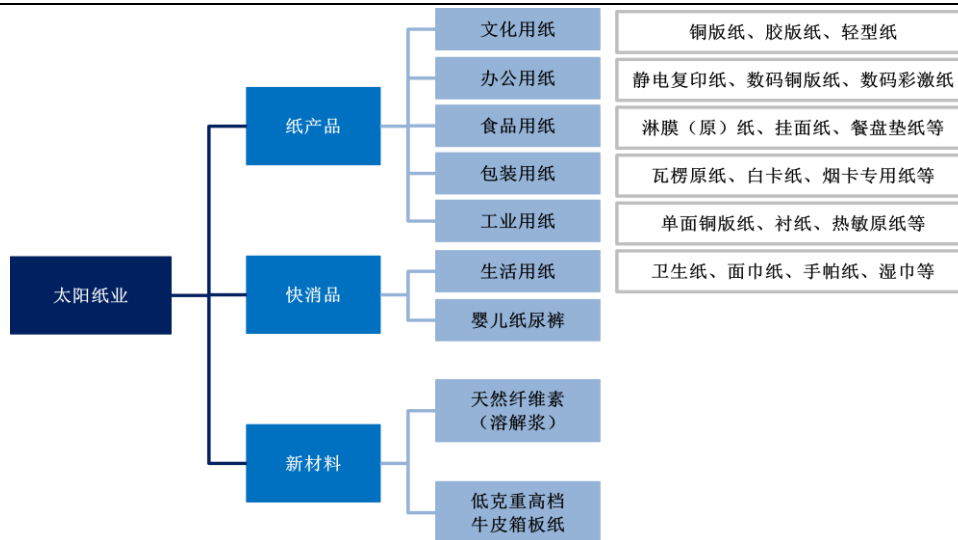 文化用纸
铜版纸、胶版纸、轻型纸
办公用纸
静电复印纸、数码铜版纸、数码彩激纸
纸产品
食品用纸
淋膜（原）纸、挂面纸、餐盘垫纸等
包装用纸
瓦楞原纸、白卡纸、烟卡专用纸等
工业用纸
单面铜版纸、衬纸、热敏原纸等
太阳纸业
快消品
生活用纸
卫生纸、面巾纸、手帕纸、湿巾等
婴儿纸尿裤
新材料
天然纤维素
（溶解浆）
低克重高档
牛皮箱板纸